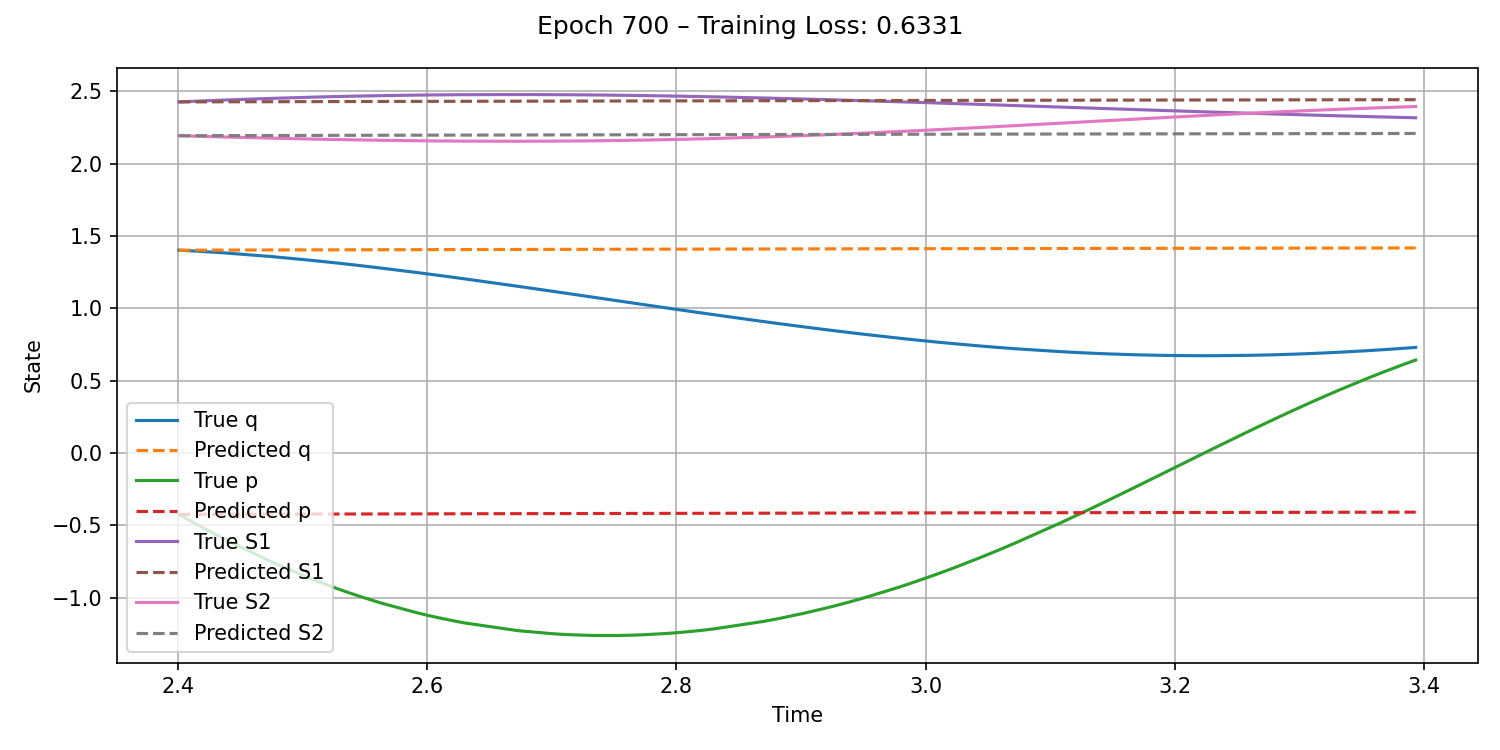 Epoch 700 – Training Loss: 0.6331
2.5
2.0
1.5
1.0
0.5
0.0
−0.5
−1.0
State
True q
Predicted q
True p
Predicted p
True S1
Predicted S1
True S2
Predicted S2
2.4 2.6 2.8 3.0 3.2 3.4
Time